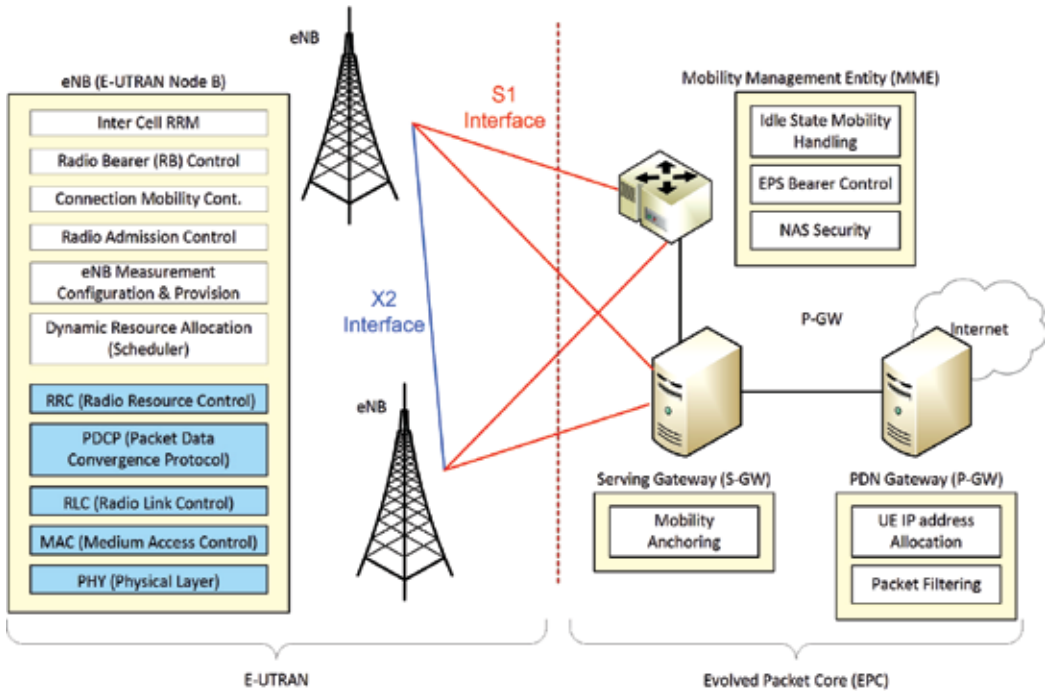 eNB (E-UTRAN Node B)
Inter Cell RRM
Radio Bearer (RB) Control
Connection Mobility Cont.
Radio Admission Control
eNB Measurement
Configuration & Provision
Dynamic Resource Allocation
(Scheduler)
RRC (Radio Resource Control)
PDCP (Packet Data
Convergence Protocol)
RLC (Radio Link Control)
MAC (Medium Access Control)
PHY (Physical Layer)
E-UTRAN
eNB
S1
Interface
X2
Interface
eNB
Mobility Management Entity (MME)
Idle State Mobility
Handling
EPS Bearer Control
NAS Security
P-GW
Internet
Serving Gateway (S-GW)
Mobility
Anchoring
PDN Gateway (P-GW)
UE IP address
Allocation
Packet Filtering
Evolved Packet Core (EPC)